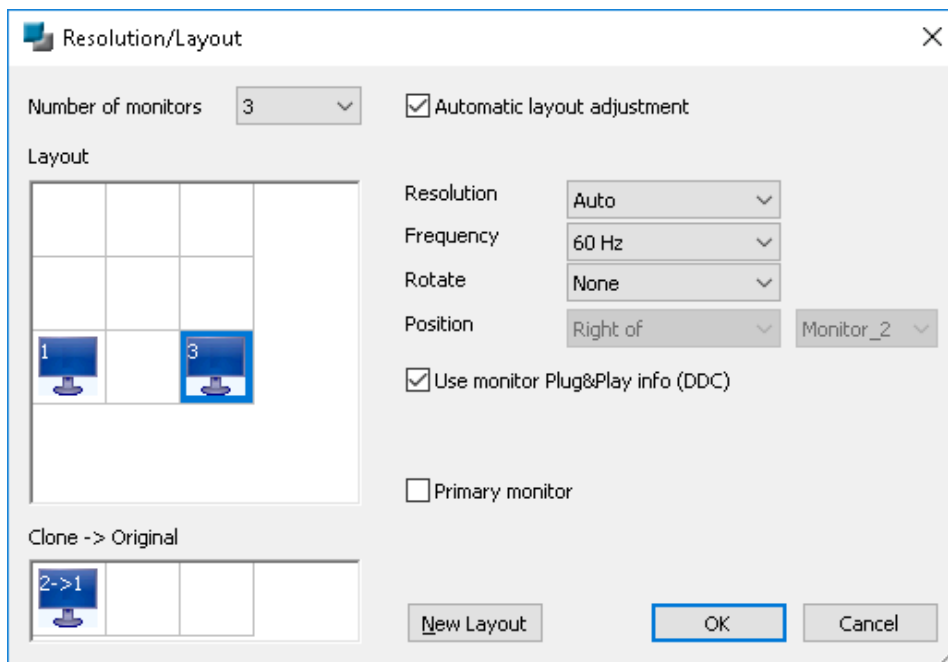 Resolution/Layout
Number of monitors 3 Automatic layout adjustment
Layout
Resolution Auto
Frequency 60 Hz
Rotate None
Position Right of Monitor_2
1 3
Use monitor Plug&Play info (DDC)
Primary monitor
Clone -> Original
2->1
New Layout OK Cancel